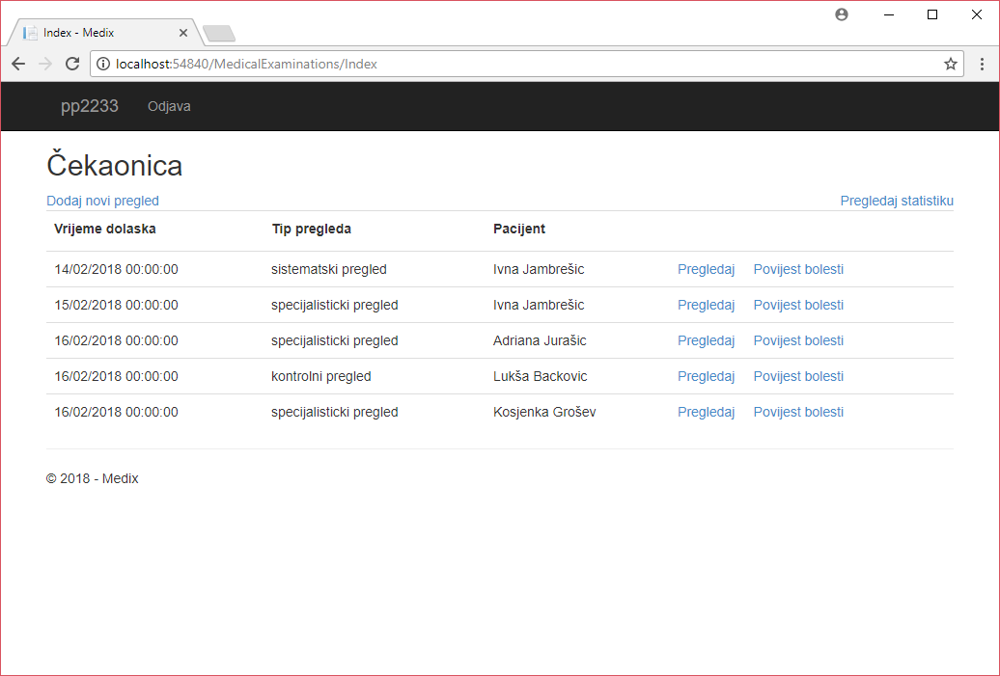 Index - Medix
localhost:54840/MedicalExaminations/Index
pp2233 Odjava
Čekaonica
Dodaj novi pregled Pregledaj statistiku
Vrijeme dolaska Tip pregleda Pacijent
14/02/2018 00:00:00 sistematski pregled Ivna Jambrešic Pregledaj Povijest bolesti
15/02/2018 00:00:00 specijalisticki pregled Ivna Jambrešic Pregledaj Povijest bolesti
16/02/2018 00:00:00 specijalisticki pregled Adriana Jurašic Pregledaj Povijest bolesti
16/02/2018 00:00:00 kontrolni pregled Lukša Backovic Pregledaj Povijest bolesti
16/02/2018 00:00:00 specijalisticki pregled Kosjenka Grošev Pregledaj Povijest bolesti
© 2018 - Medix